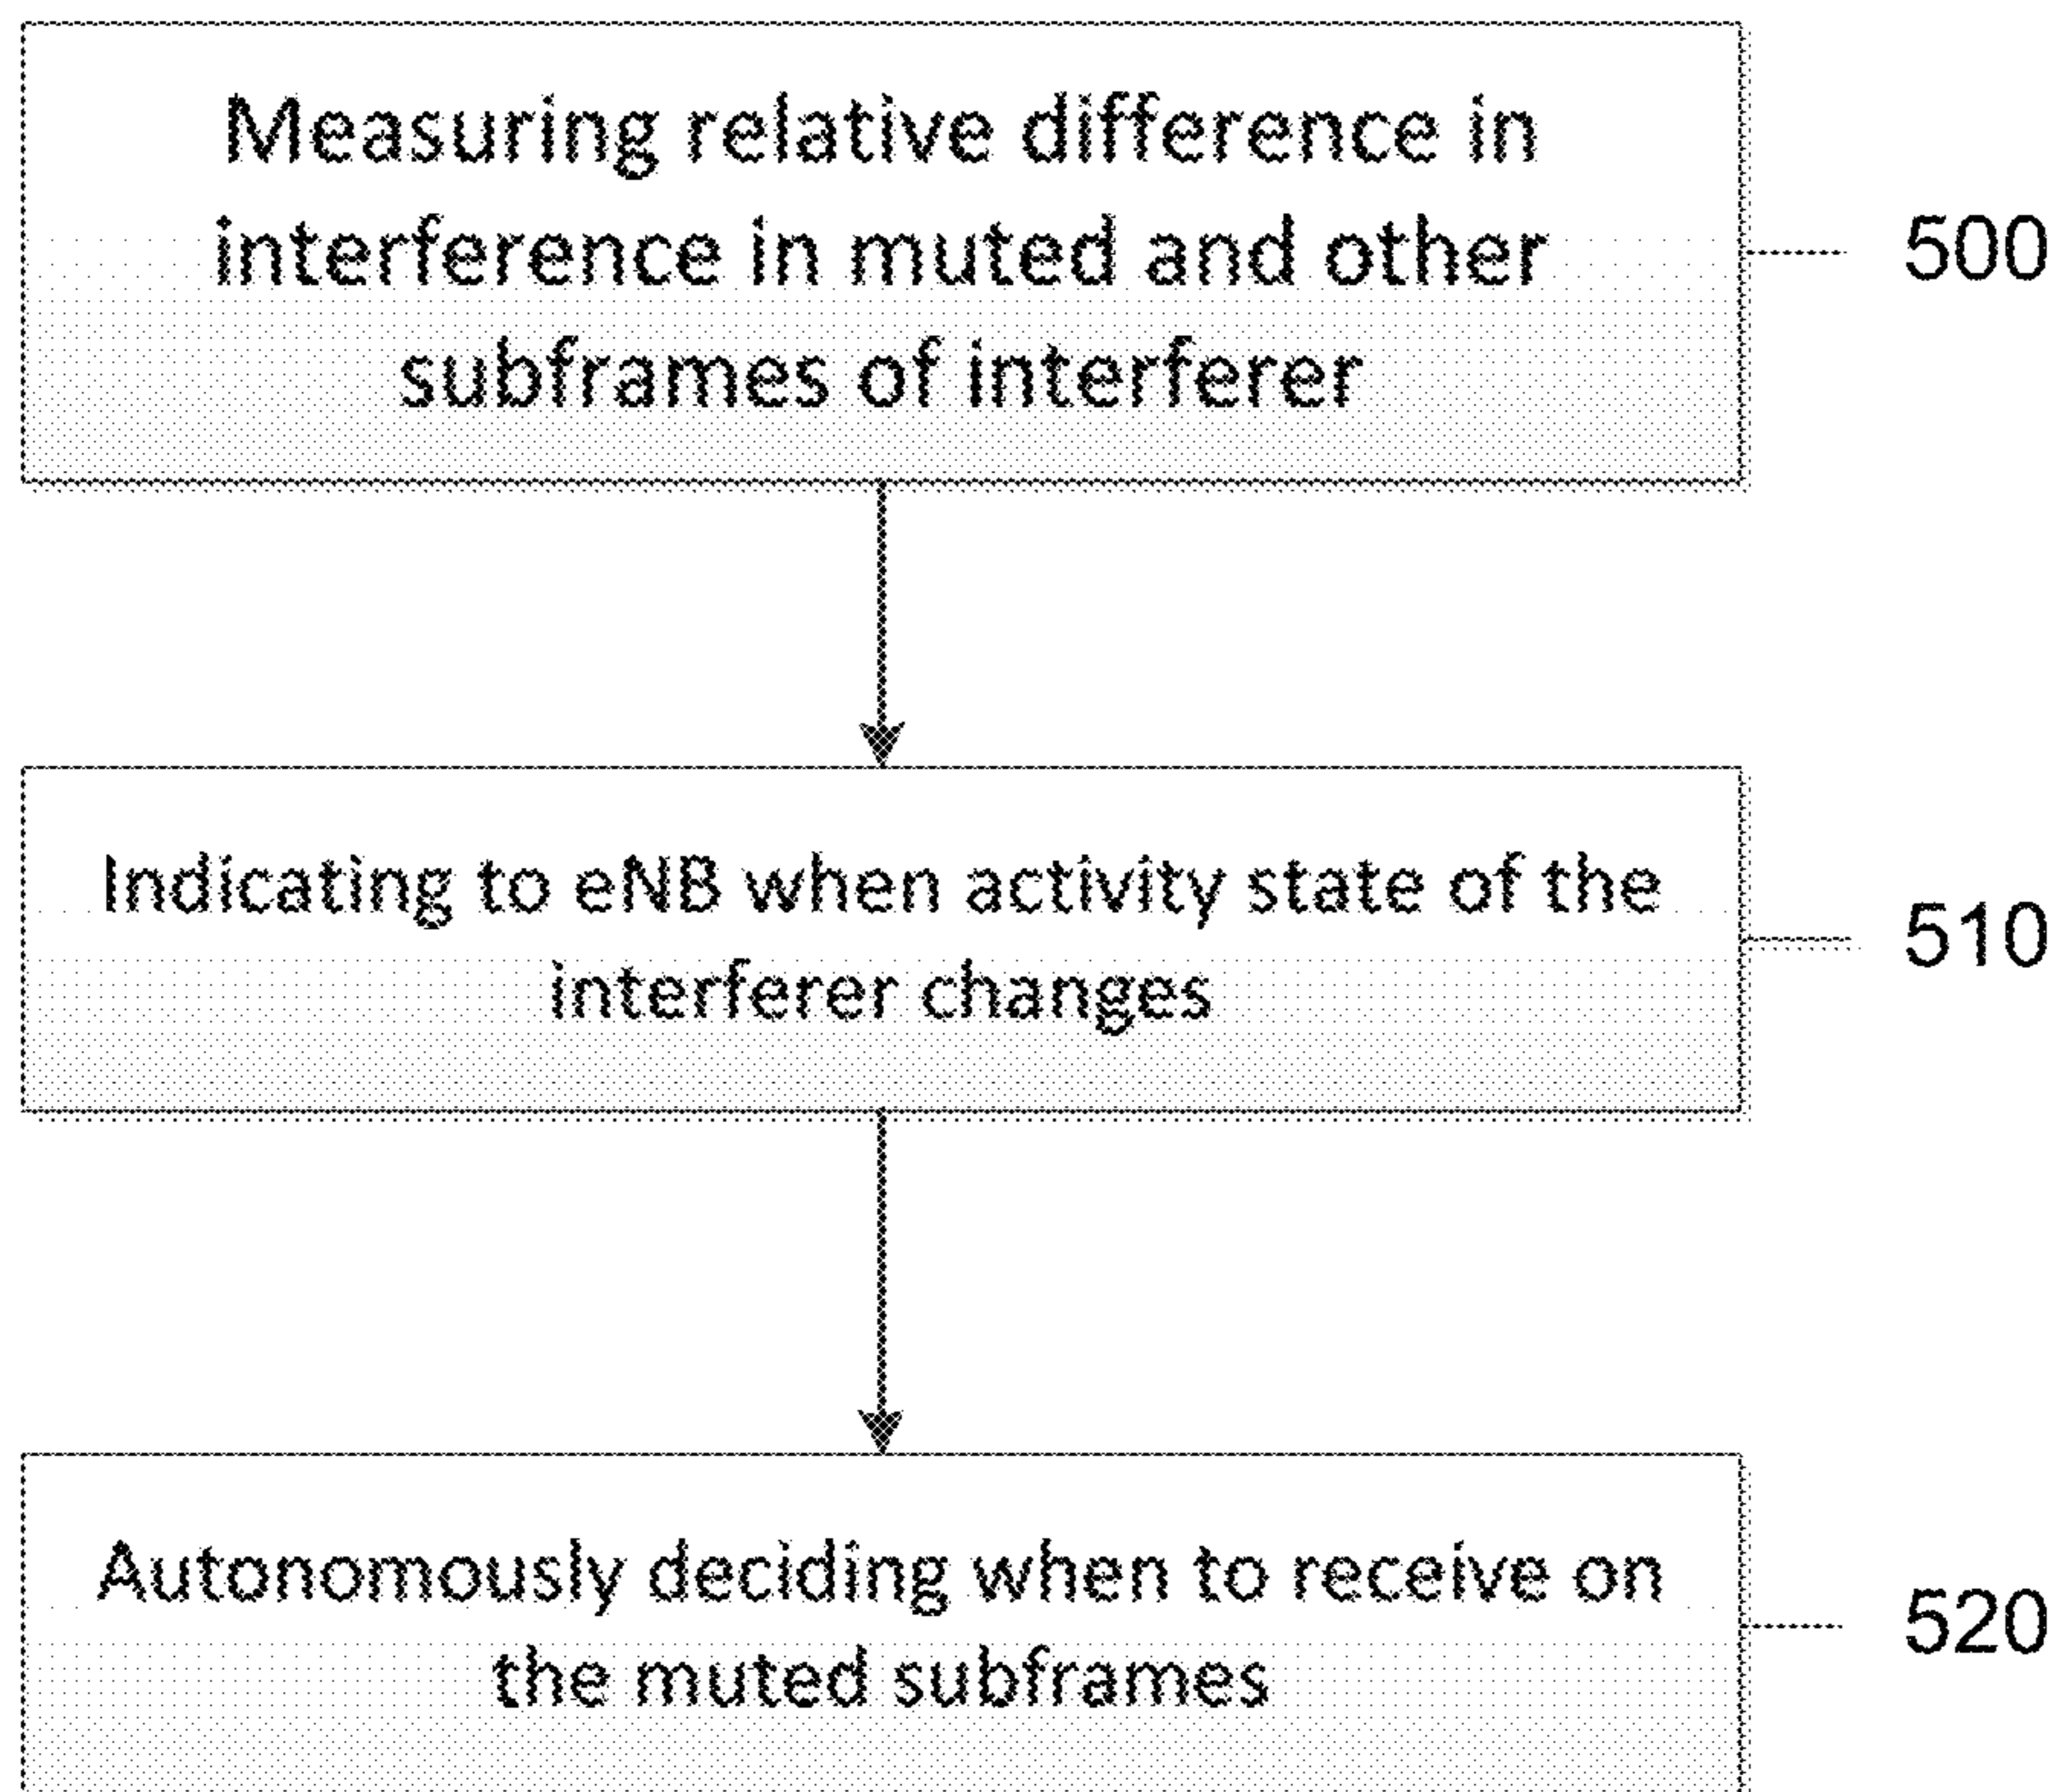 Measuring relative difference in
interference in muted and other
subframes of interferer
500
Indicating to eNB when activity state of the
interferer changes
510
Autonomously deciding when to receive on
the muted subframes
520